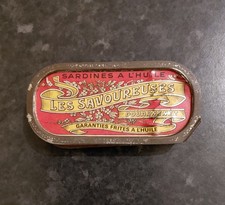 SARDINES A L'HUILE
LES SAVOUREUSES
GARANTIES FRITES A L'HUILE